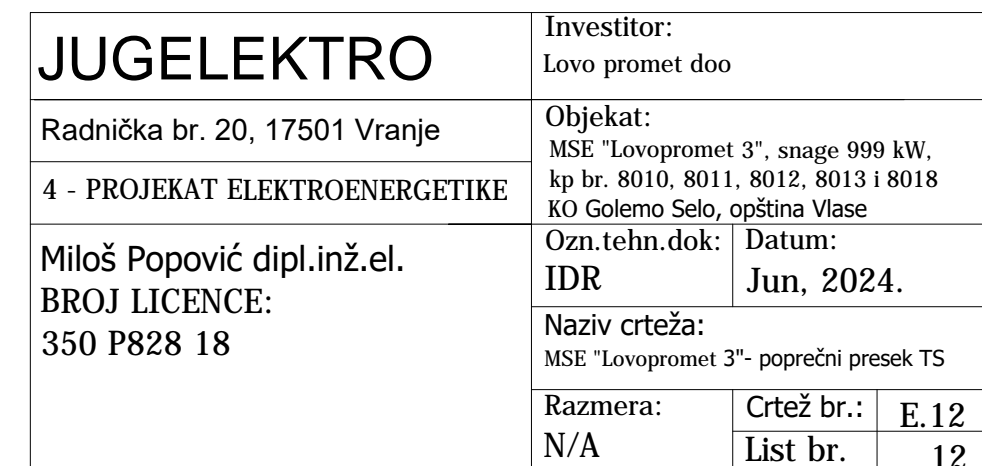 JUGELEKTRO
Radnička br. 20, 17501 Vranje
4 - PROJEKAT ELEKTROENERGETIKE
Miloš Popović dipl.inž.el.
BROJ LICENCE:
350 P828 18
Investitor:
Lovo promet doo
Objekat:
MSE "Lovopromet 3", snage 999 kW,
kp br. 8010, 8011, 8012, 8013 i 8018
KO Golemo Selo, opština Vlase
Ozn.tehn.dok:
IDR
Datum:
Jun, 2024.
Naziv crteža:
MSE "Lovopromet 3"- poprečni presek TS
Razmera:
N/A
Crtež br.:
E.12
List br.
12